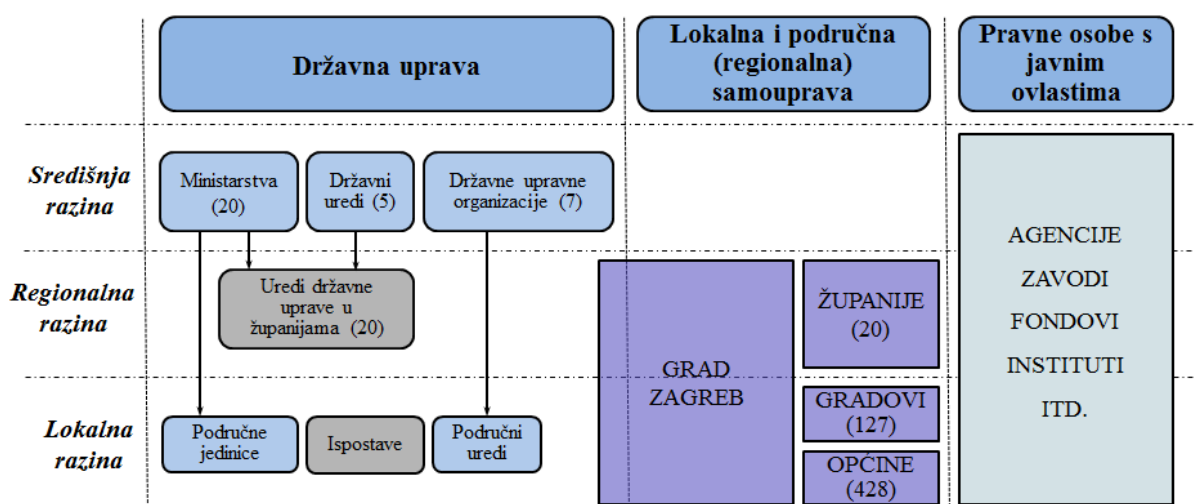 Državna uprava
Lokalna i područna
(regionalna)
samouprava
Pravne osobe s
javnim
ovlastima
Središnja
razina
Ministarstva
(20)
Državni
uredi (5)
Državne upravne
organizacije (7)
Regionalna
razina
Uredi državne
uprave u
županijama (20)
Lokalna
razina
Područne
jedinice
Ispostave
Područni
uredi
GRAD
ZAGREB
ŽUPANIJE
(20)
GRADOVI
(127)
OPĆINE
(428)
AGENCIJE
ZAVODI
FONDOVI
INSTITUTI
ITD.